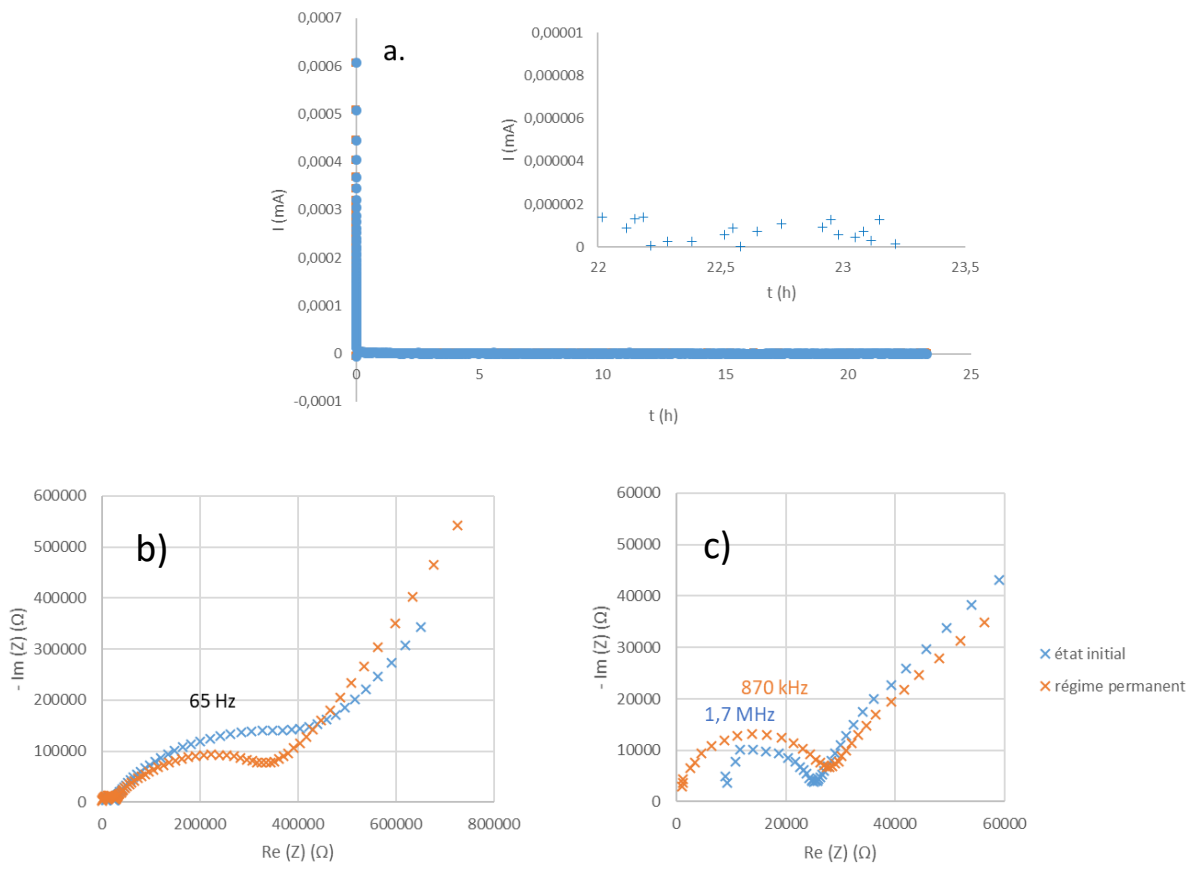 a.
I (mA)
0,0007
0,0006
0,0005
0,0004
0,0003
0,0002
0,0001
0
-0,0001
0 5 10 15 20 25
t (h)
I (mA)
0,00001
0,000008
0,000006
0,000004
0,000002
0
22 22,5 23 23,5
t (h)
b)
- Im (Z) (Ω)
600000
500000
400000
300000
200000
100000
0
65 Hz
0 200000 400000 600000 800000
Re (Z) (Ω)
c)
- Im (Z) (Ω)
60000
50000
40000
30000
20000
10000
0
870 kHz
1,7 MHz
0 20000 40000 60000
Re (Z) (Ω)
état initial
régime permanent